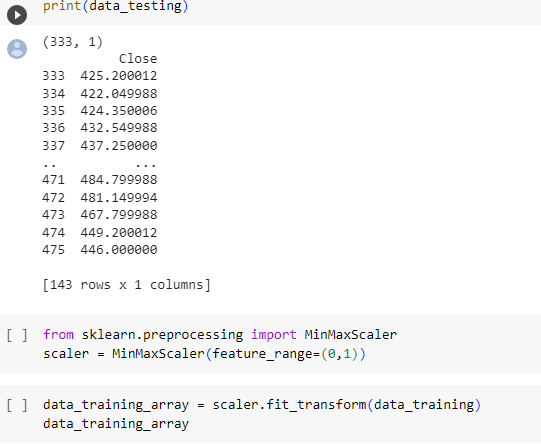 print(data_testing)
(333, 1)
Close
333 425.200012
334 422.049988
335 424.350006
336 432.549988
337 437.250000
.. ...
471 484.799988
472 481.149994
473 467.799988
474 449.200012
475 446.000000
[143 rows x 1 columns]
[ ] from sklearn.preprocessing import MinMaxScaler
scaler = MinMaxScaler(feature_range=(0,1))
[ ] data_training_array = scaler.fit_transform(data_training)
data_training_array